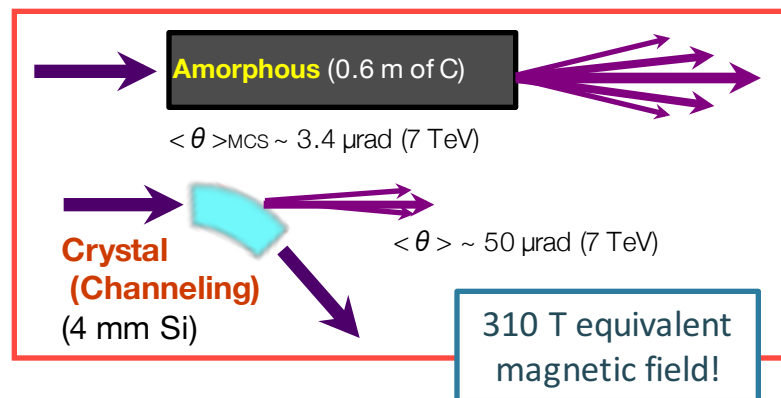 Amorphous (0.6 m of C)
< θ >MCS ~ 3.4 µrad (7 TeV)
< θ > ~ 50 µrad (7 TeV)
Crystal
(Channeling)
(4 mm Si)
310 T equivalent
magnetic field!